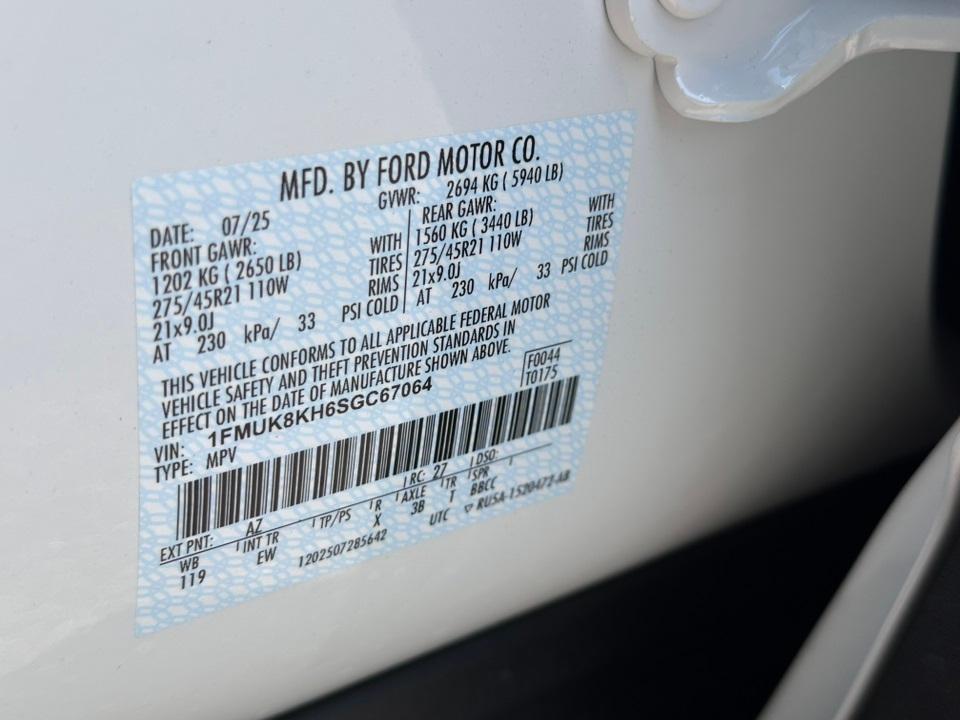 MFD. BY FORD MOTOR CO.
DATE: 07/25 GVWR: 2694 KG ( 5940 LB)
FRONT GAWR: REAR GAWR:
1202 KG ( 2650 LB) WITH 1560 KG ( 3440 LB) WITH
275/45R21 110W TIRES 275/45R21 110W TIRES
21x9.0J RIMS 21x9.0J RIMS
AT 230 kPa/ 33 PSI COLD AT 230 kPa/ 33 PSI COLD
THIS VEHICLE CONFORMS TO ALL APPLICABLE FEDERAL MOTOR
VEHICLE SAFETY AND THEFT PREVENTION STANDARDS IN
EFFECT ON THE DATE OF MANUFACTURE SHOWN ABOVE.
VIN: 1FMUK8KH6SGC67064 F0044
TYPE: MPV T0175
EXT PNT: AZ RC: 27 DSO:
WB INT TR TP/PS R AXLE TR SPR
119 EW X 3B T BBCC
1202507285642 UTC ▽ RUSA-1520472-AB